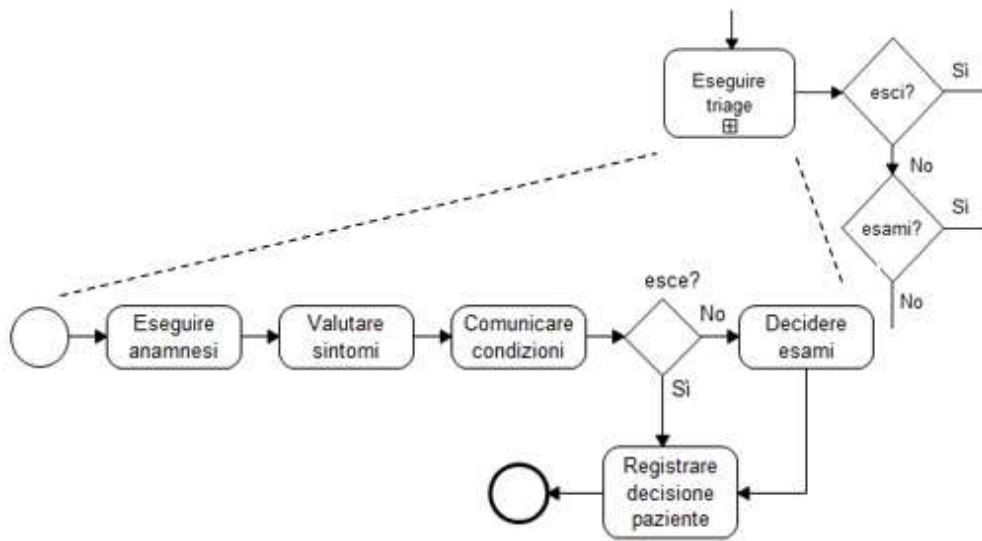 Eseguire
triage
esci?
Sì
No
esami?
Sì
No
esce?
Eseguire
anamnesi
Valutare
sintomi
Comunicare
condizioni
No
Decidere
esami
Sì
Registrare
decisione
paziente